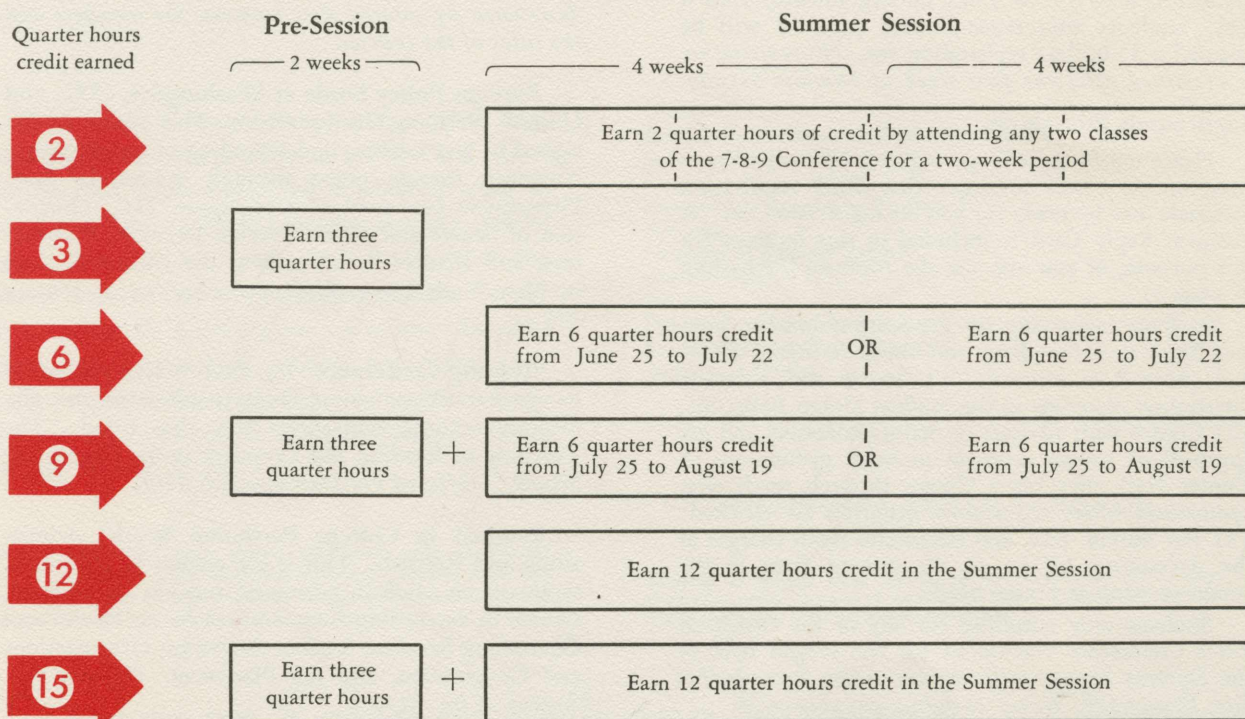 Quarter hours
credit earned
Pre-Session
2 weeks
Summer Session
4 weeks
4 weeks
2
Earn 2 quarter hours of credit by attending any two classes
of the 7-8-9 Conference for a two-week period
3
Earn three
quarter hours
6
Earn 6 quarter hours credit
from June 25 to July 22
OR
Earn 6 quarter hours credit
from June 25 to July 22
9
Earn three
quarter hours
+
Earn 6 quarter hours credit
from July 25 to August 19
OR
Earn 6 quarter hours credit
from July 25 to August 19
12
Earn 12 quarter hours credit in the Summer Session
15
Earn three
quarter hours
+
Earn 12 quarter hours credit in the Summer Session